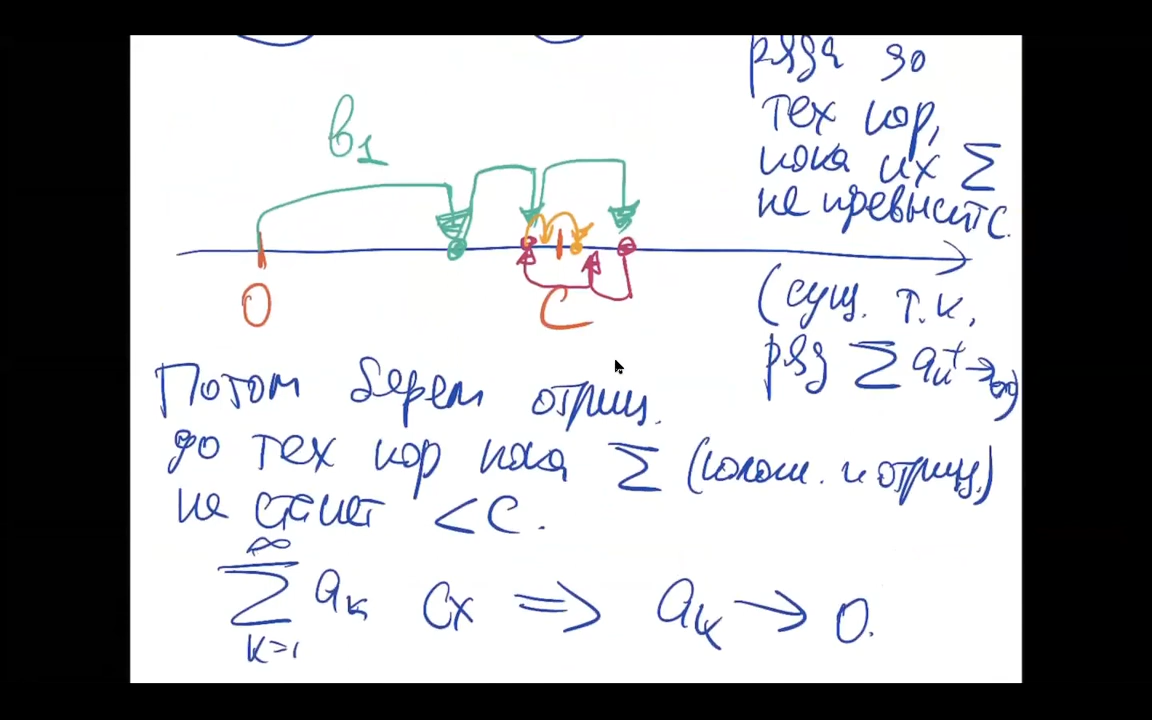 ряда до
тех пор,
пока их Σ
не превысит C.
(сущ. т.к.
ряд Σ aₙ⁺→∞)
b₁
0
C
Потом берем отриц.
до тех пор пока Σ (полож. и отриц.)
не станет < C.
∞
Σ aₖ сх ⟹ aₖ → 0.
k=1